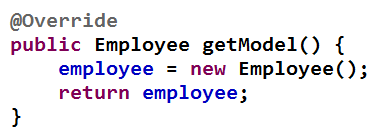 @Override
public Employee getModel() {
    employee = new Employee();
    return employee;
}